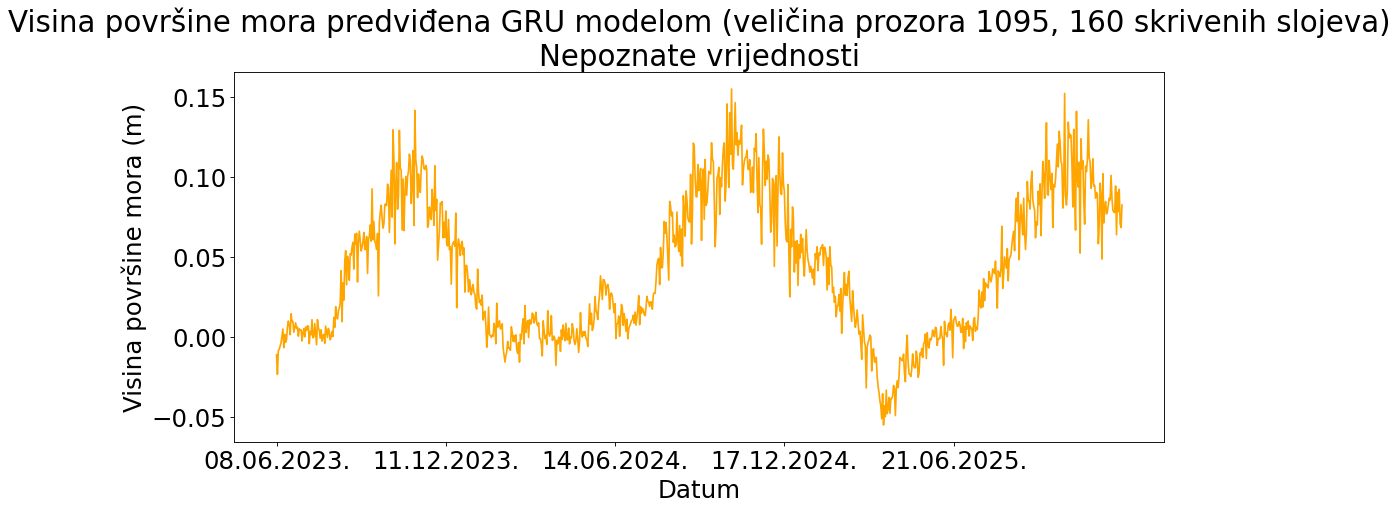 Visina površine mora predviđena GRU modelom (veličina prozora 1095, 160 skrivenih slojeva)
Nepoznate vrijednosti
Visina površine mora (m)
0.15
0.10
0.05
0.00
−0.05
08.06.2023. 11.12.2023. 14.06.2024. 17.12.2024. 21.06.2025.
Datum